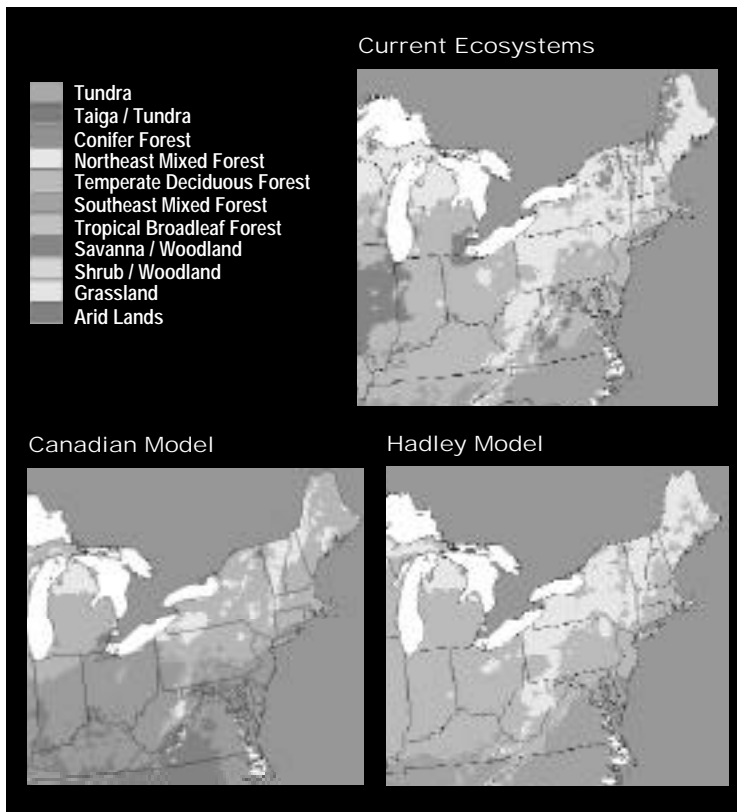 Current Ecosystems
Tundra
Taiga / Tundra
Conifer Forest
Northeast Mixed Forest
Temperate Deciduous Forest
Southeast Mixed Forest
Tropical Broadleaf Forest
Savanna / Woodland
Shrub / Woodland
Grassland
Arid Lands
Canadian Model
Hadley Model